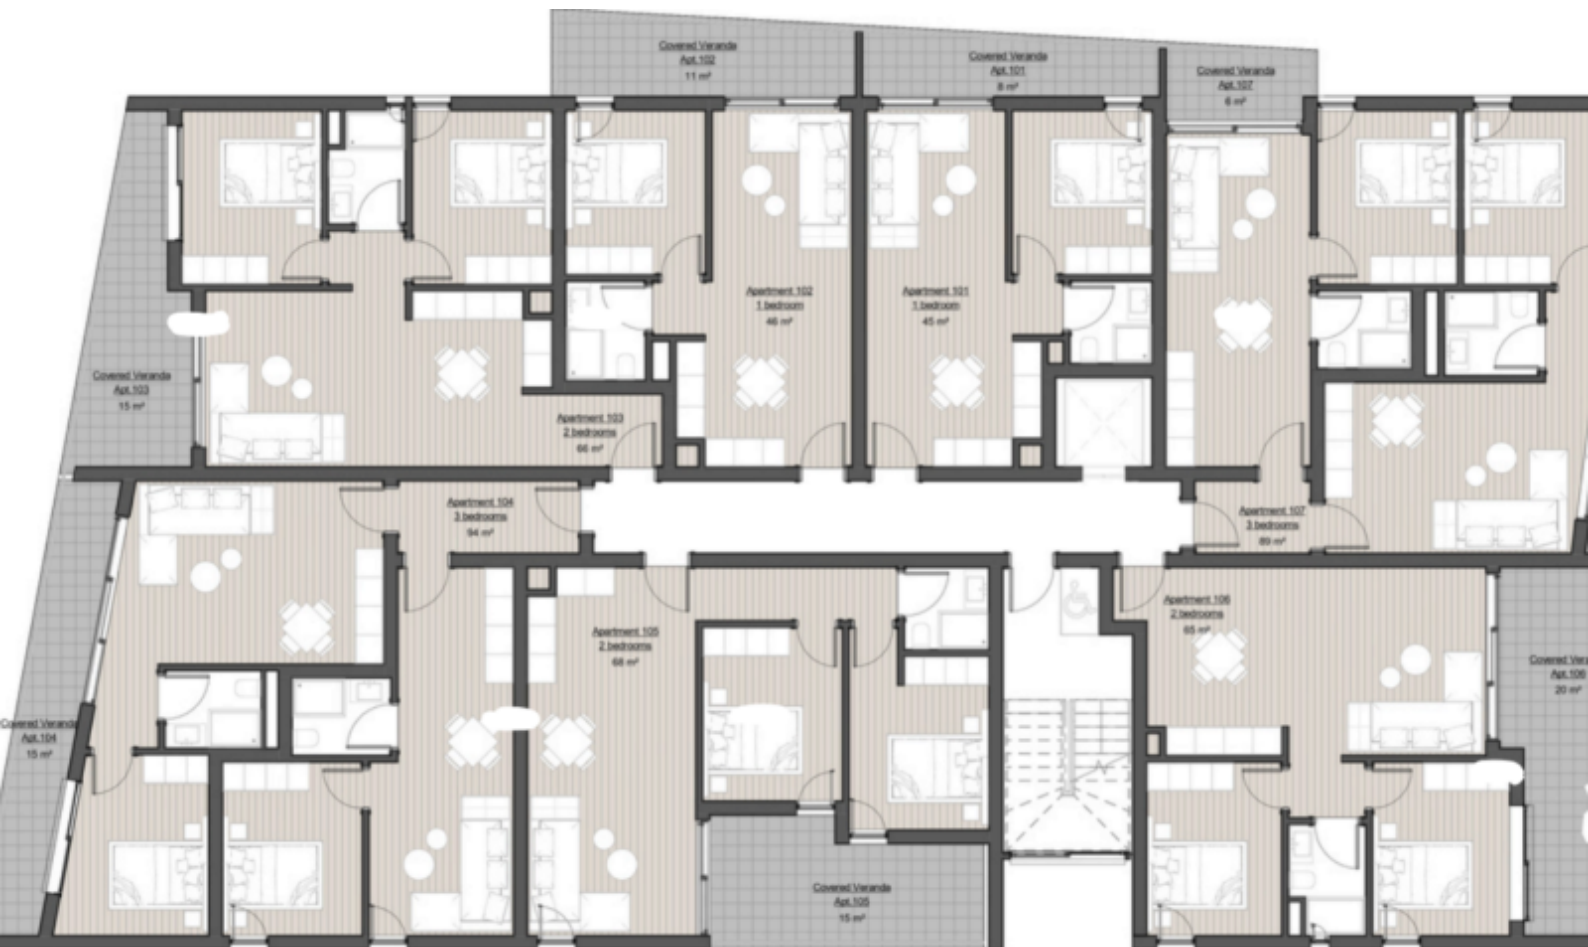 Covered Veranda
Apt.102
11 m²
Covered Veranda
Apt.101
8 m²
Covered Veranda
Apt.107
6 m²
Apartment 102
1 bedroom
46 m²
Apartment 101
1 bedroom
45 m²
Covered Veranda
Apt.103
15 m²
Apartment 103
2 bedrooms
66 m²
Apartment 104
3 bedrooms
94 m²
Apartment 107
3 bedrooms
89 m²
Apartment 106
2 bedrooms
65 m²
Apartment 105
2 bedrooms
68 m²
Covered Vera
Apt.106
20 m²
Covered Veranda
Apt.104
15 m²
Covered Veranda
Apt.105
15 m²